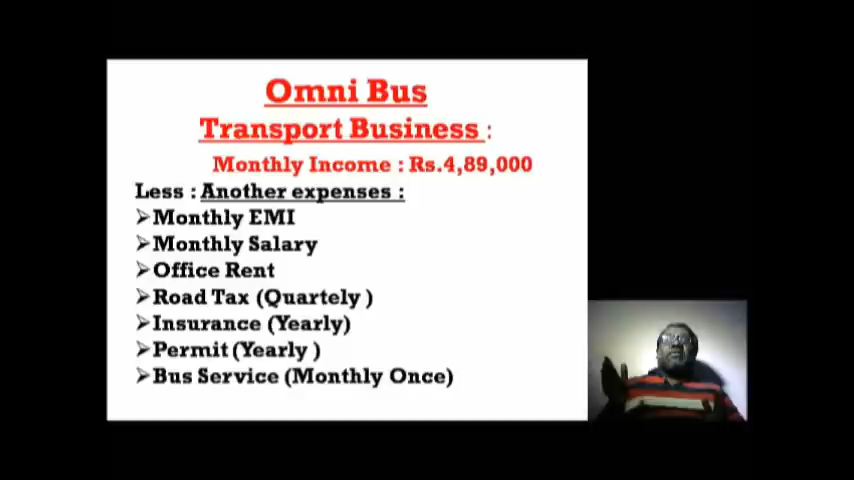 Omni Bus
Transport Business :
Monthly Income : Rs.4,89,000
Less : Another expenses :
➢Monthly EMI
➢Monthly Salary
➢Office Rent
➢Road Tax (Quartely )
➢Insurance (Yearly)
➢Permit (Yearly )
➢Bus Service (Monthly Once)